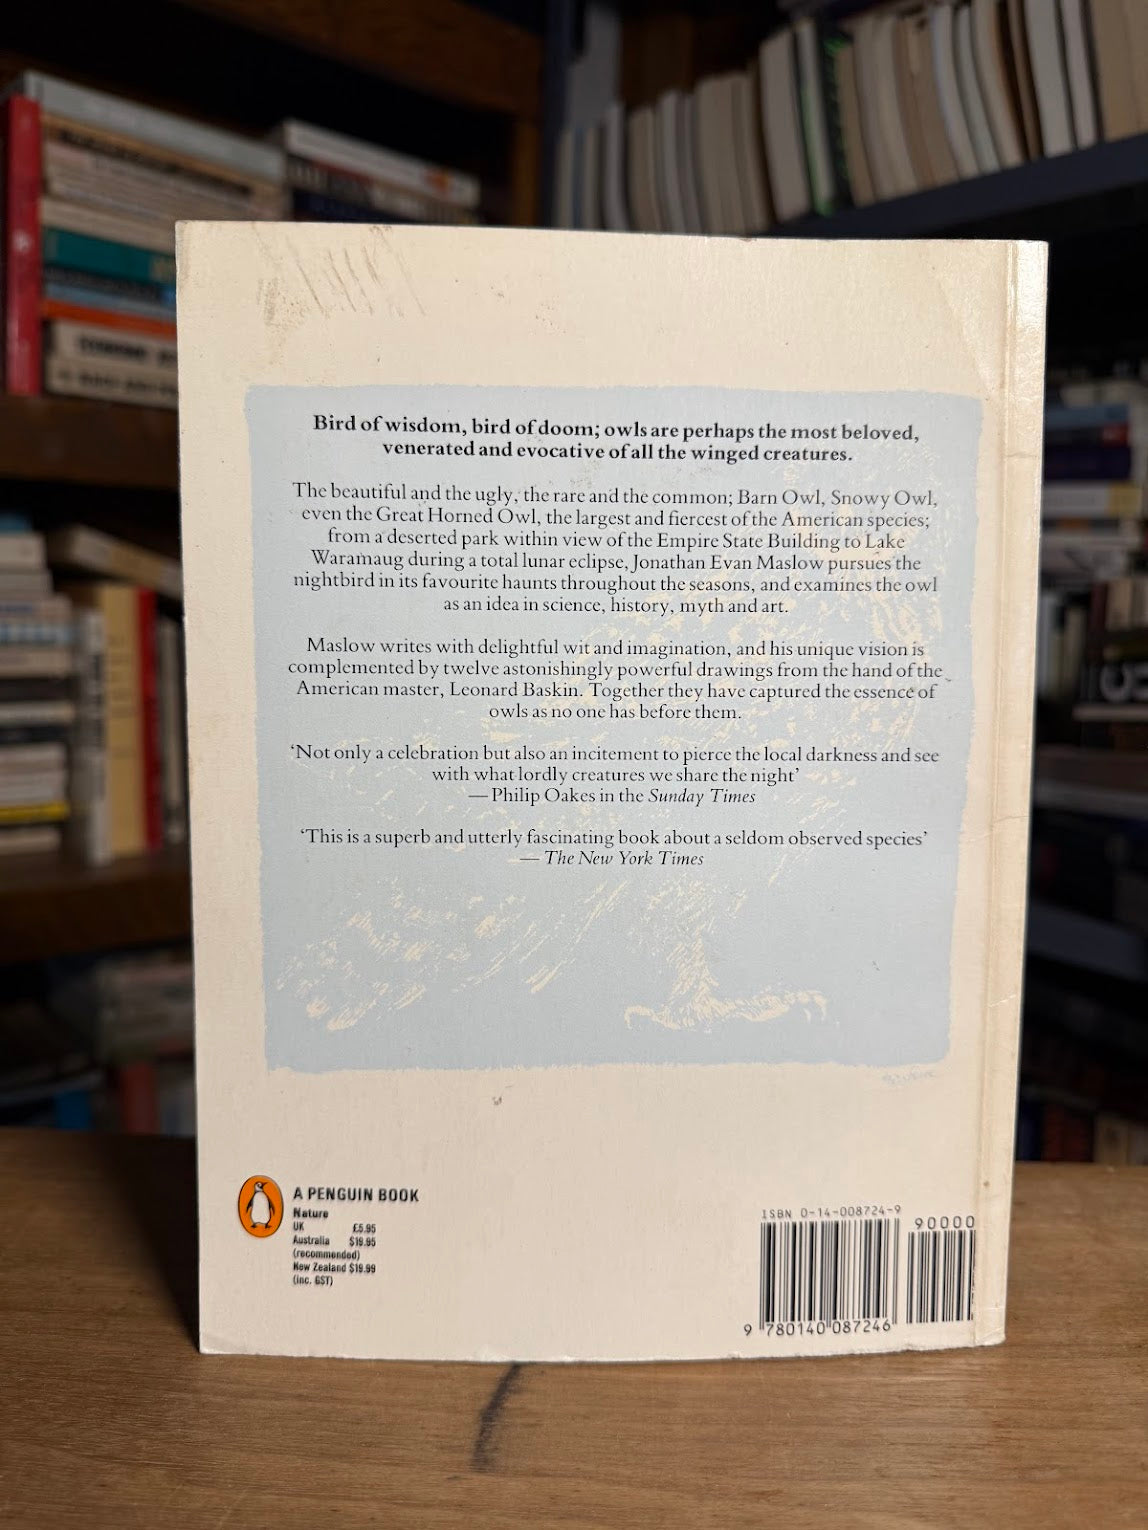 Bird of wisdom, bird of doom; owls are perhaps the most beloved,
venerated and evocative of all the winged creatures.
The beautiful and the ugly, the rare and the common; Barn Owl, Snowy Owl,
even the Great Horned Owl, the largest and fiercest of the American species;
from a deserted park within view of the Empire State Building to Lake
Waramaug during a total lunar eclipse, Jonathan Evan Maslow pursues the
nightbird in its favourite haunts throughout the seasons, and examines the owl
as an idea in science, history, myth and art.
Maslow writes with delightful wit and imagination, and his unique vision is
complemented by twelve astonishingly powerful drawings from the hand of the
American master, Leonard Baskin. Together they have captured the essence of
owls as no one has before them.
‘Not only a celebration but also an incitement to pierce the local darkness and see
with what lordly creatures we share the night’
— Philip Oakes in the Sunday Times
‘This is a superb and utterly fascinating book about a seldom observed species’
— The New York Times
A PENGUIN BOOK
Nature
UK £5.95
Australia $19.95
(recommended)
New Zealand $19.99
(inc. GST)
ISBN 0-14-008724-9
90000
9 780140 087246